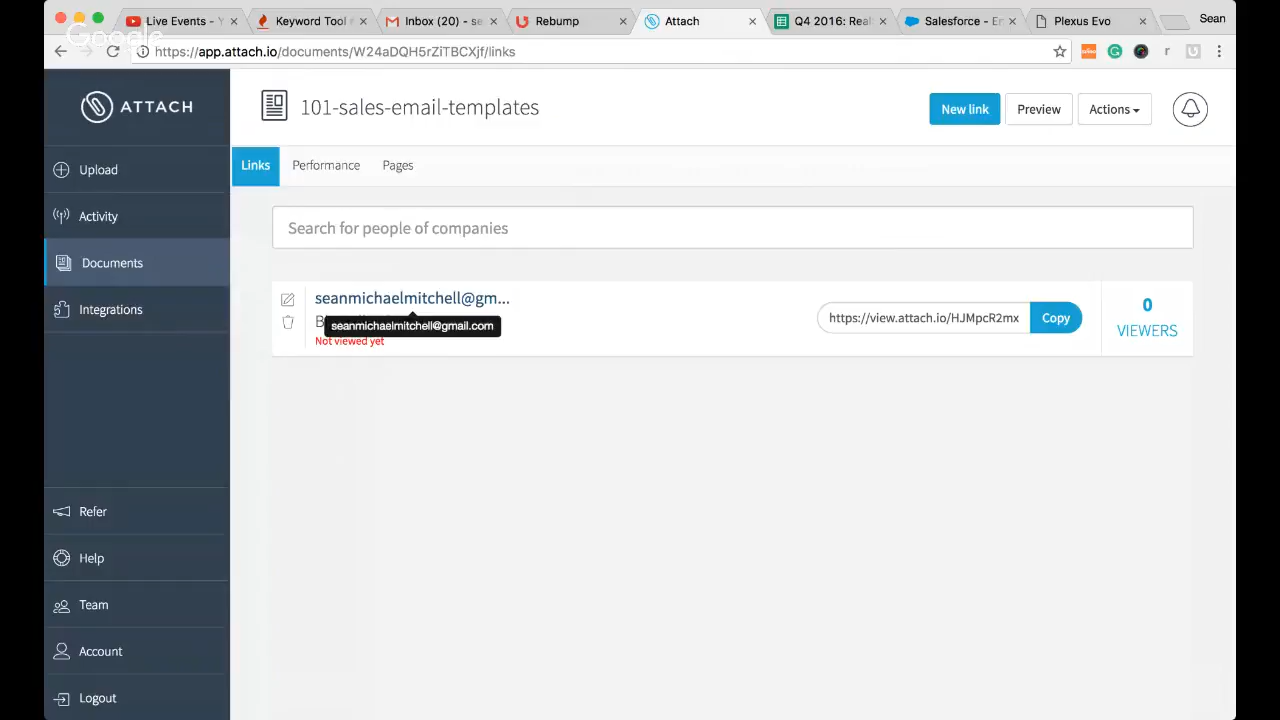 Live Events - Y
Keyword Tool
Inbox (20) - se
Rebump
Attach
Q4 2016: Real
Salesforce - En
Plexus Evo
Sean
Google
https://app.attach.io/documents/W24aDQH5rZiTBCXjf/links
ATTACH
101-sales-email-templates
New link
Preview
Actions
Upload
Links
Performance
Pages
Activity
Search for people of companies
Documents
Integrations
seanmichaelmitchell@gm...
seanmichaelmitchell@gmail.com
Not viewed yet
https://view.attach.io/HJMpcR2mx
Copy
0
VIEWERS
Refer
Help
Team
Account
Logout